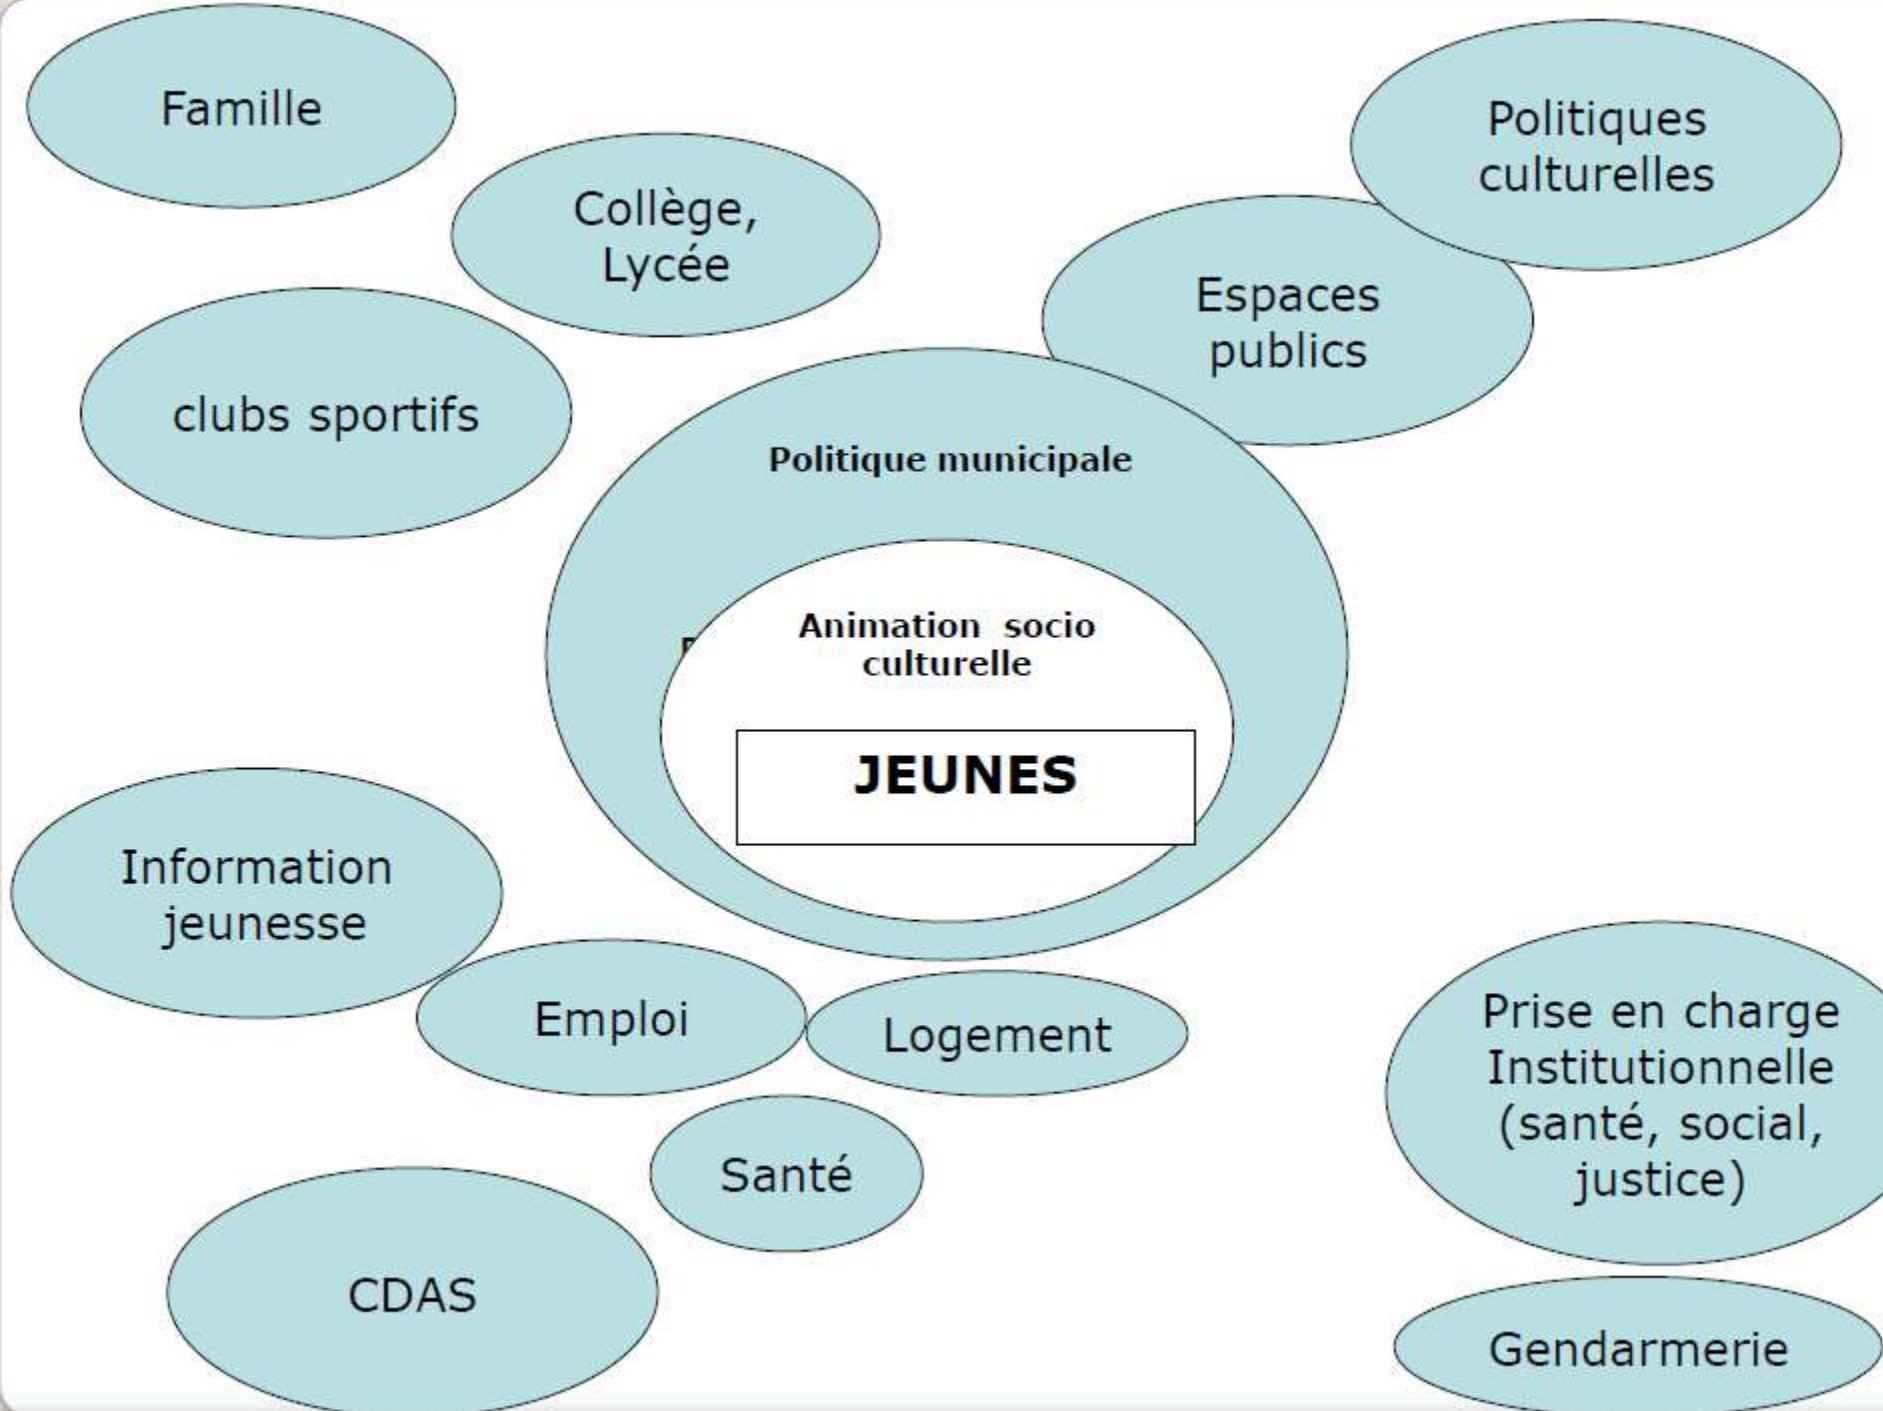 Famille
Politiques
culturelles
Collège,
Lycée
Espaces
publics
clubs sportifs
Politique municipale
Animation socio
culturelle
JEUNES
Information
jeunesse
Emploi
Logement
Prise en charge
Institutionnelle
(santé, social,
justice)
Santé
CDAS
Gendarmerie